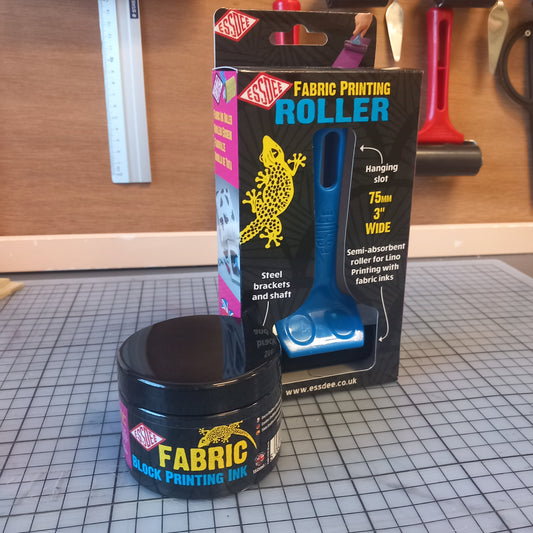 ESSDEE
ESSDEE
FABRIC PRINTING
ROLLER
Hanging
slot
75MM
3"
WIDE
Semi-absorbent
roller for Lino
Printing with
fabric inks
Steel
brackets
and shaft
ESSDEE
www.essdee.co.uk
ESSDEE
FABRIC
BLOCK PRINTING INK